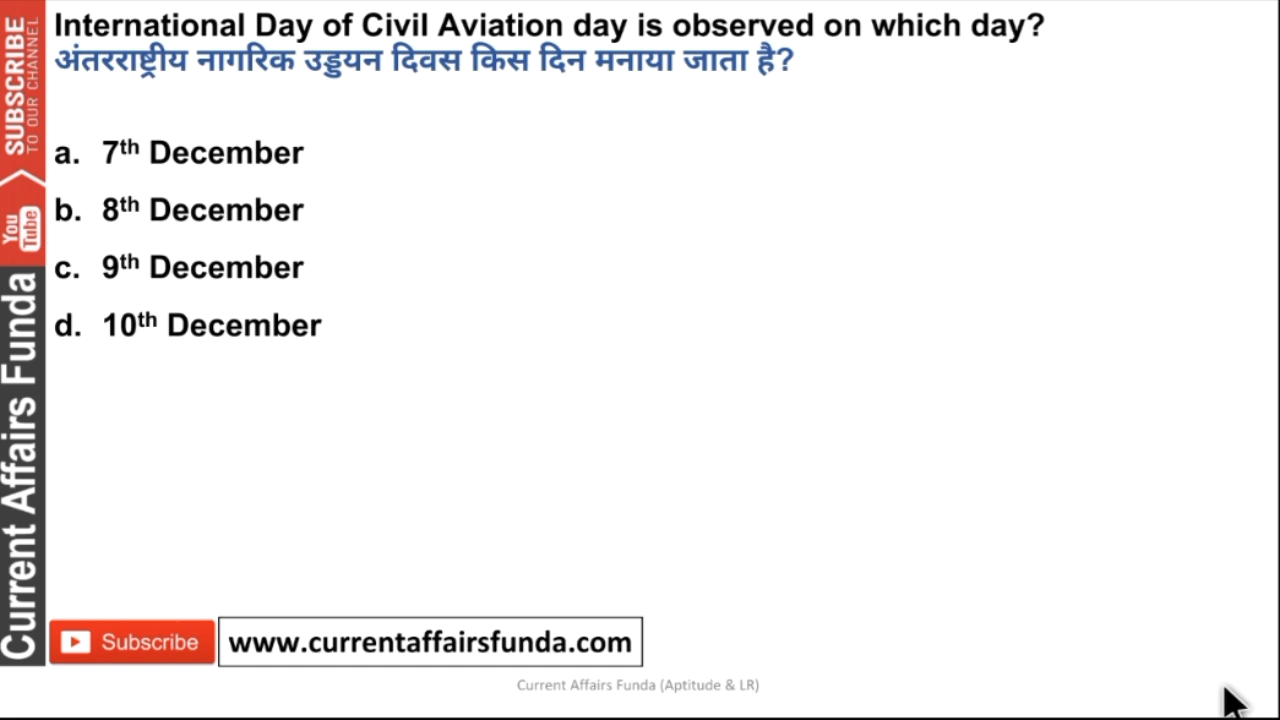 International Day of Civil Aviation day is observed on which day?
अंतरराष्ट्रीय नागरिक उड्डयन दिवस किस दिन मनाया जाता है?
a. 7th December
b. 8th December
c. 9th December
d. 10th December
SUBSCRIBE
TO OUR CHANNEL
You
Tube
Current Affairs Funda
Subscribe
www.currentaffairsfunda.com
Current Affairs Funda (Aptitude & LR)